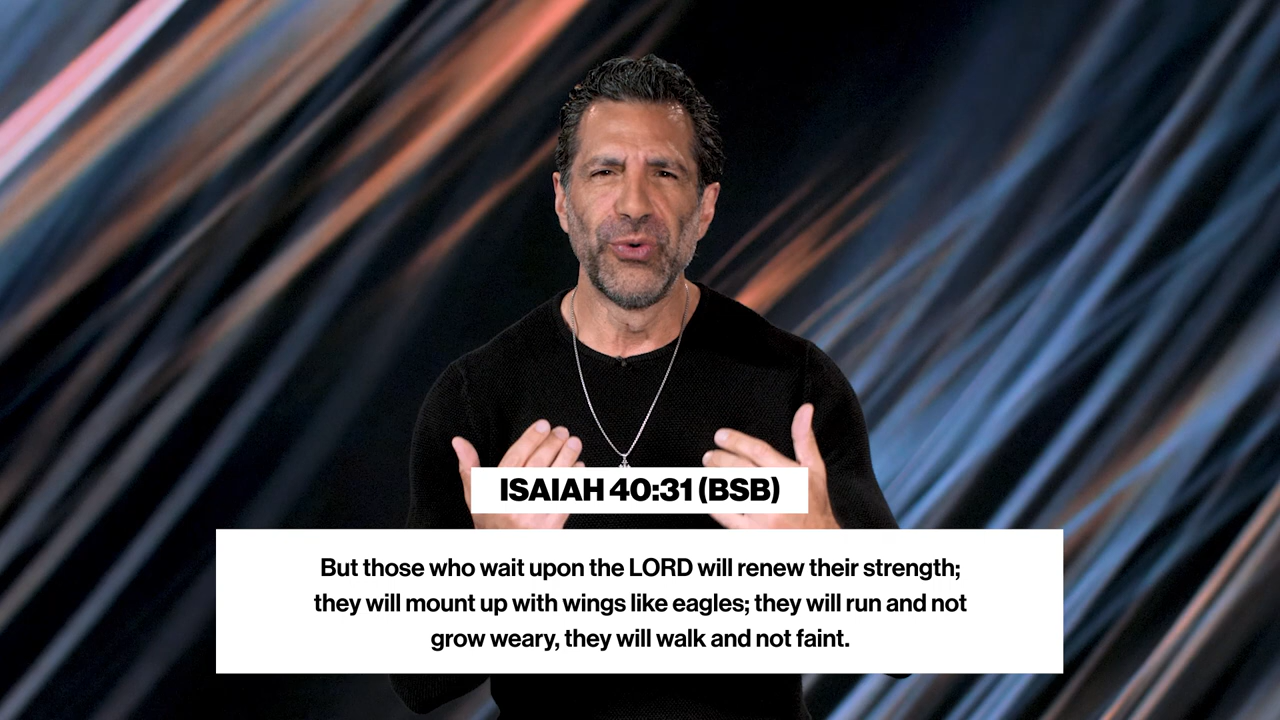 ISAIAH 40:31 (BSB)
But those who wait upon the LORD will renew their strength;
they will mount up with wings like eagles; they will run and not
grow weary, they will walk and not faint.